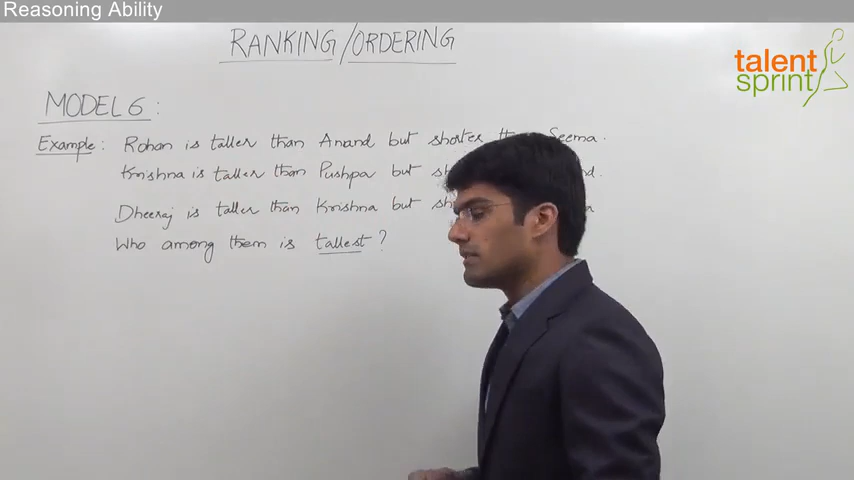 Reasoning Ability
RANKING/ORDERING
talent
sprint
MODEL 6 :
Example : Rohan is taller than Anand but shorter Seema.
Krishna is taller than Pushpa but
Dheeraj is taller than Krishna but
Who among them is tallest ?